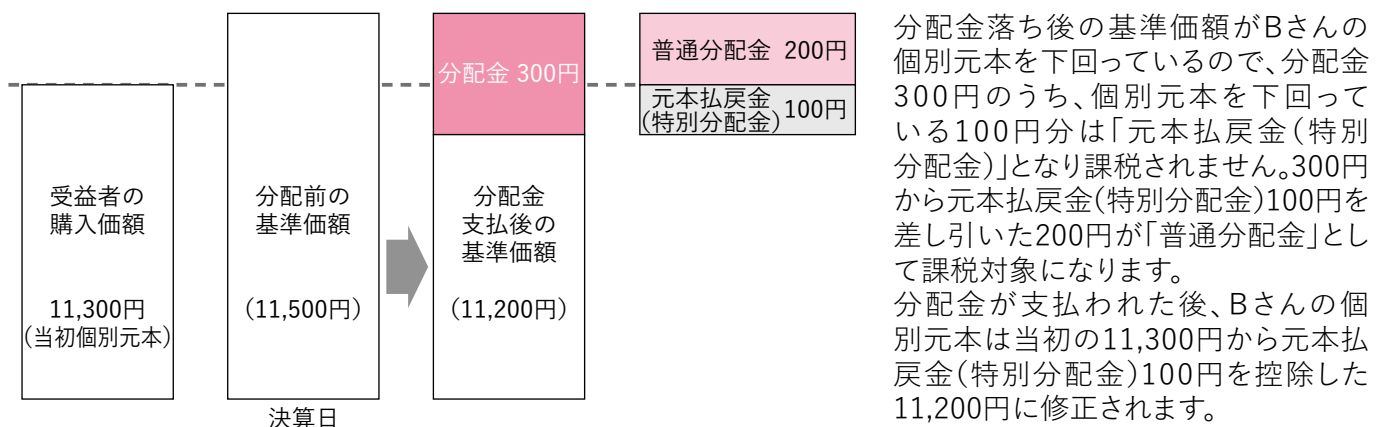 受益者の
購入価額
11,300円
(当初個別元本)
分配前の
基準価額
(11,500円)
決算日
分配金 300円
分配金
支払後の
基準価額
(11,200円)
普通分配金 200円
元本払戻金
(特別分配金)
100円
分配金落ち後の基準価額がBさんの
個別元本を下回っているので、分配金
300円のうち、個別元本を下回って
いる100円分は「元本払戻金(特別
分配金)」となり課税されません。300円
から元本払戻金(特別分配金)100円を
差し引いた200円が「普通分配金」とし
て課税対象になります。
分配金が支払われた後、Bさんの個
別元本は当初の11,300円から元本払
戻金(特別分配金)100円を控除した
11,200円に修正されます。